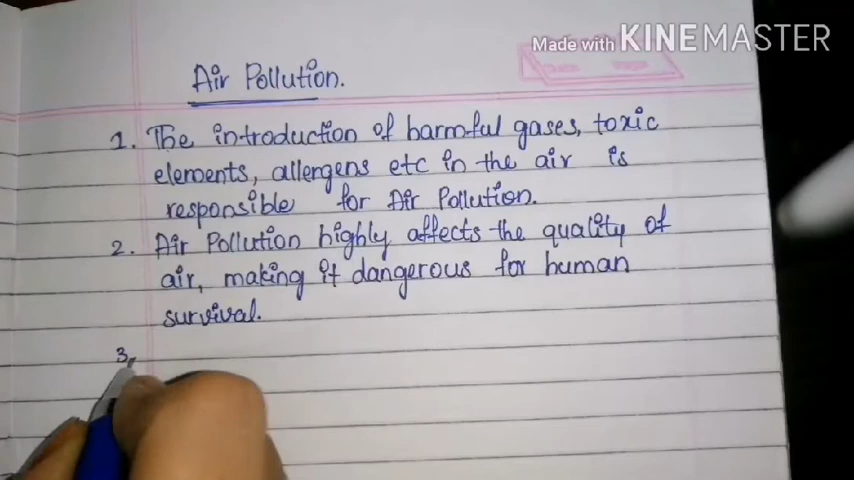 Made with KINEMASTER
Air Pollution.
1. The introduction of harmful gases, toxic
elements, allergens etc in the air is
responsible for Air Pollution.
2. Air Pollution highly affects the quality of
air, making it dangerous for human
survival.
3.